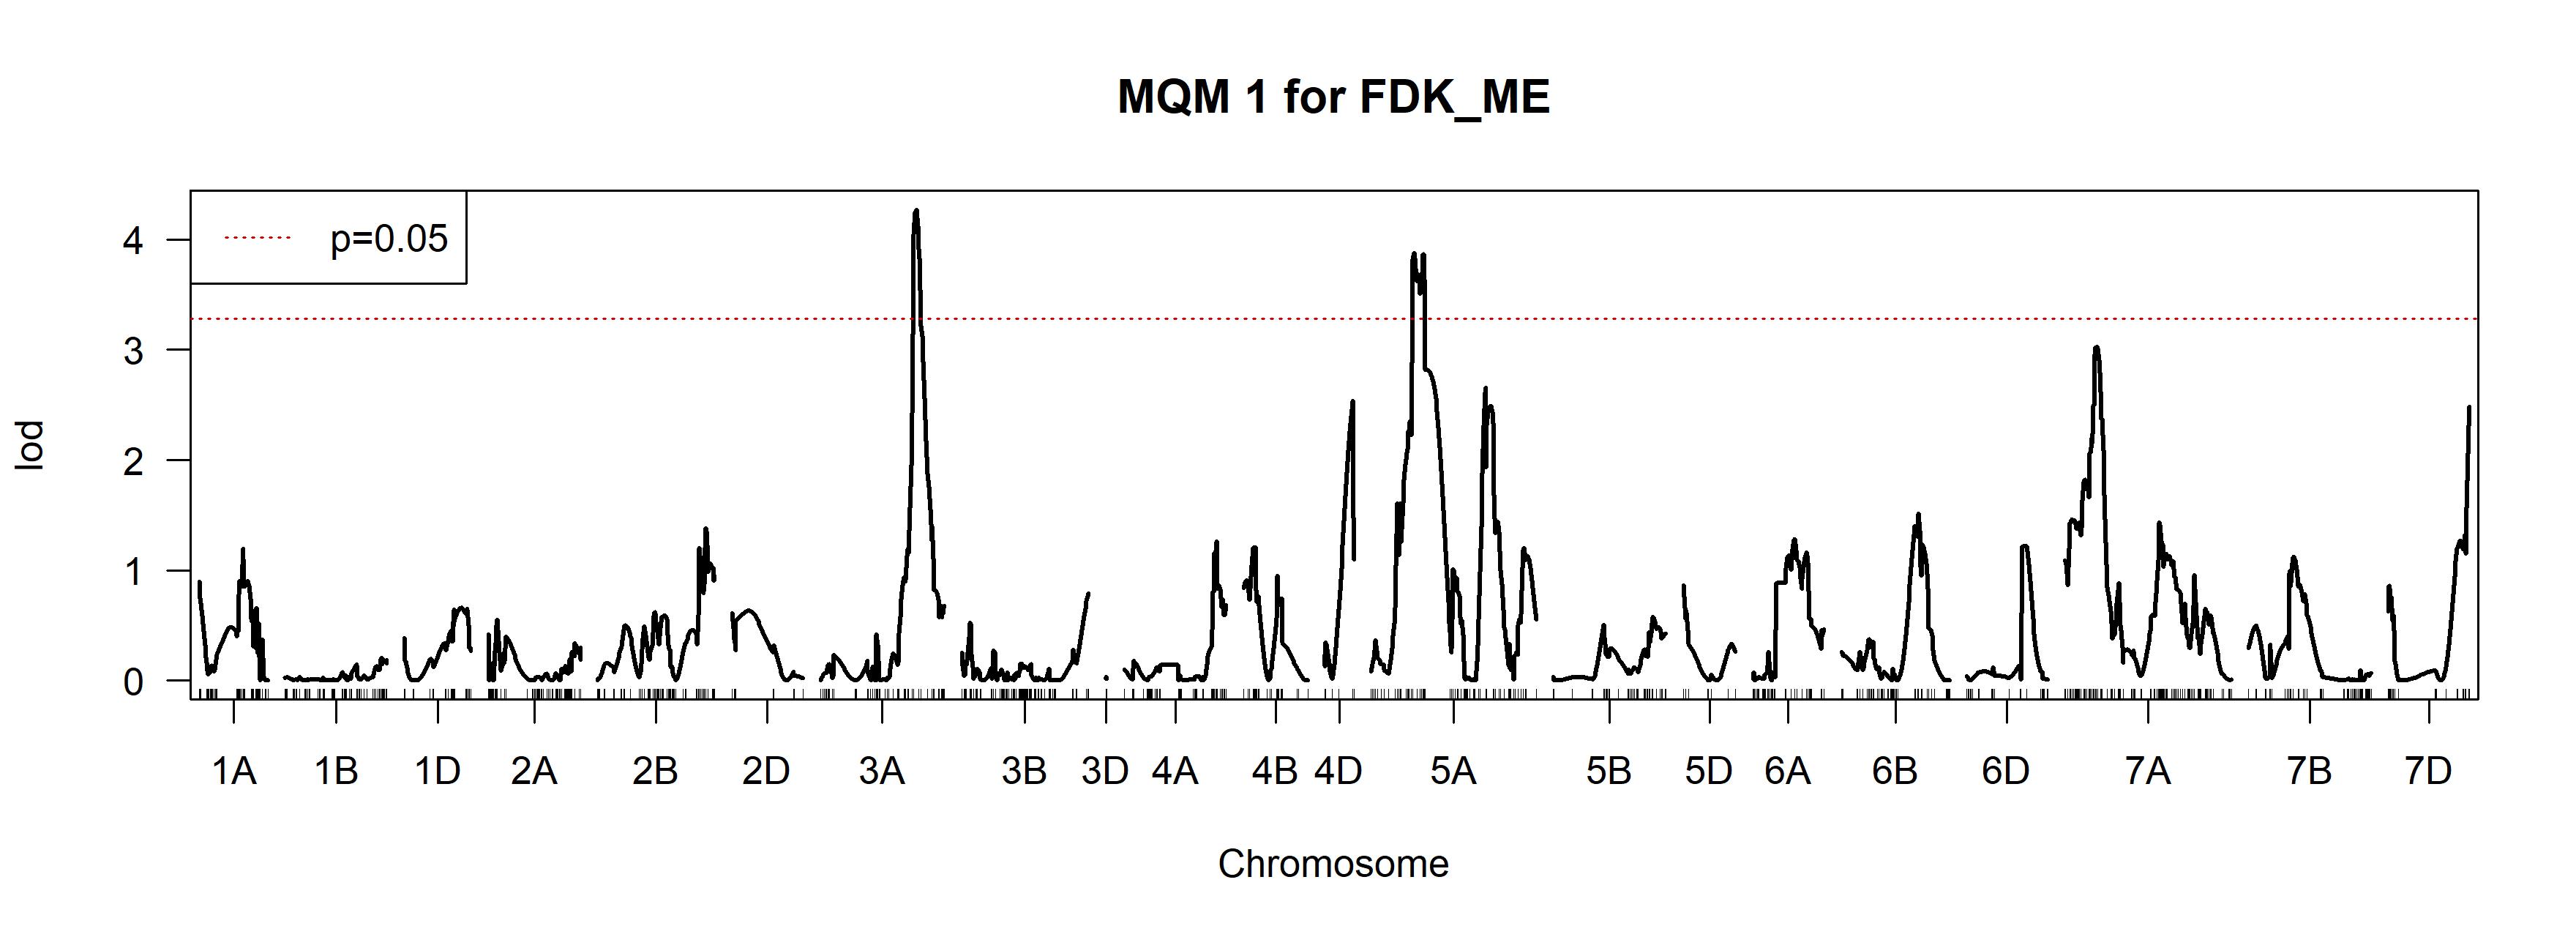 MQM 1 for FDK_ME
p=0.05
4
3
2
1
0
lod
1A 1B 1D 2A 2B 2D 3A 3B 3D 4A 4B 4D 5A 5B 5D 6A 6B 6D 7A 7B 7D
Chromosome